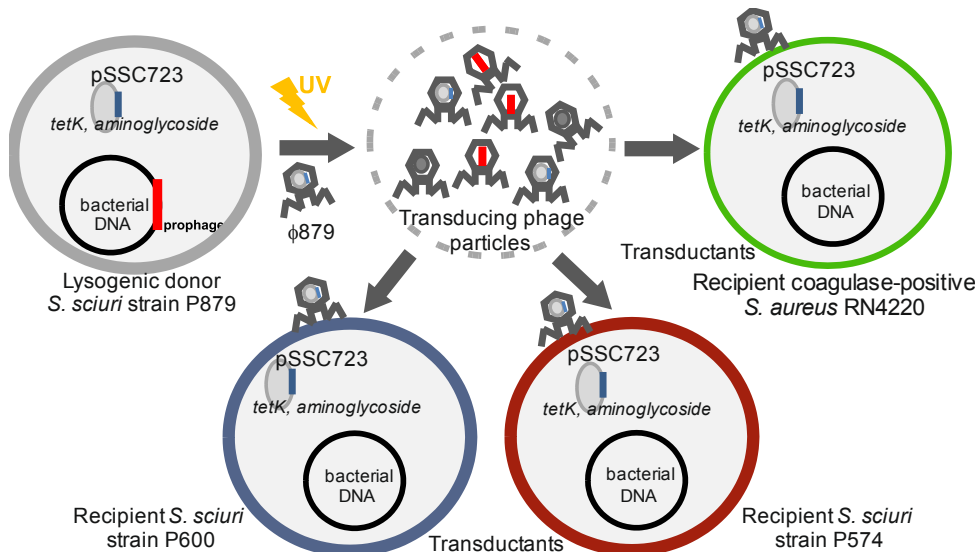 pSSC723
tetK, aminoglycoside
bacterial
DNA
prophage
Lysogenic donor
S. sciuri strain P879
UV
ϕ879
Transducing phage
particles
pSSC723
tetK, aminoglycoside
bacterial
DNA
Transductants
Recipient coagulase-positive
S. aureus RN4220
pSSC723
tetK, aminoglycoside
bacterial
DNA
Recipient S. sciuri
strain P600
Transductants
pSSC723
tetK, aminoglycoside
bacterial
DNA
Recipient S. sciuri
strain P574